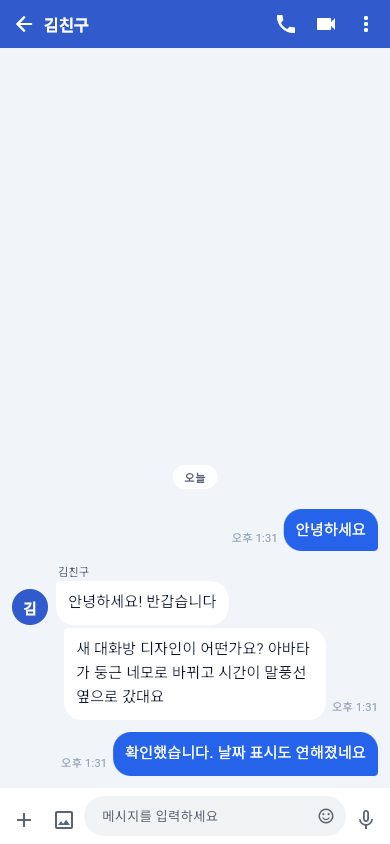 김친구
오늘
안녕하세요
오후 1:31
김친구
김
안녕하세요! 반갑습니다
새 대화방 디자인이 어떤가요? 아바타
가 둥근 네모로 바뀌고 시간이 말풍선
옆으로 갔대요
오후 1:31
확인했습니다. 날짜 표시도 연해졌네요
오후 1:31
메시지를 입력하세요